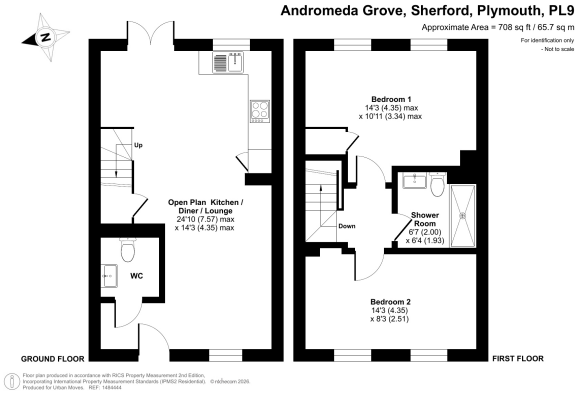 Andromeda Grove, Sherford, Plymouth, PL9
Approximate Area = 708 sq ft / 65.7 sq m
For identification only
- Not to scale
N
Up
Open Plan Kitchen /
Diner / Lounge
24'10 (7.57) max
x 14'3 (4.35) max
WC
GROUND FLOOR
Bedroom 1
14'3 (4.35) max
x 10'11 (3.34) max
Down
Shower
Room
6'7 (2.00)
x 6'4 (1.93)
Bedroom 2
14'3 (4.35)
x 8'3 (2.51)
FIRST FLOOR
Floor plan produced in accordance with RICS Property Measurement 2nd Edition,
Incorporating International Property Measurement Standards (IPMS2 Residential). © nichecom 2026.
Produced for Urban Moves. REF: 1484444